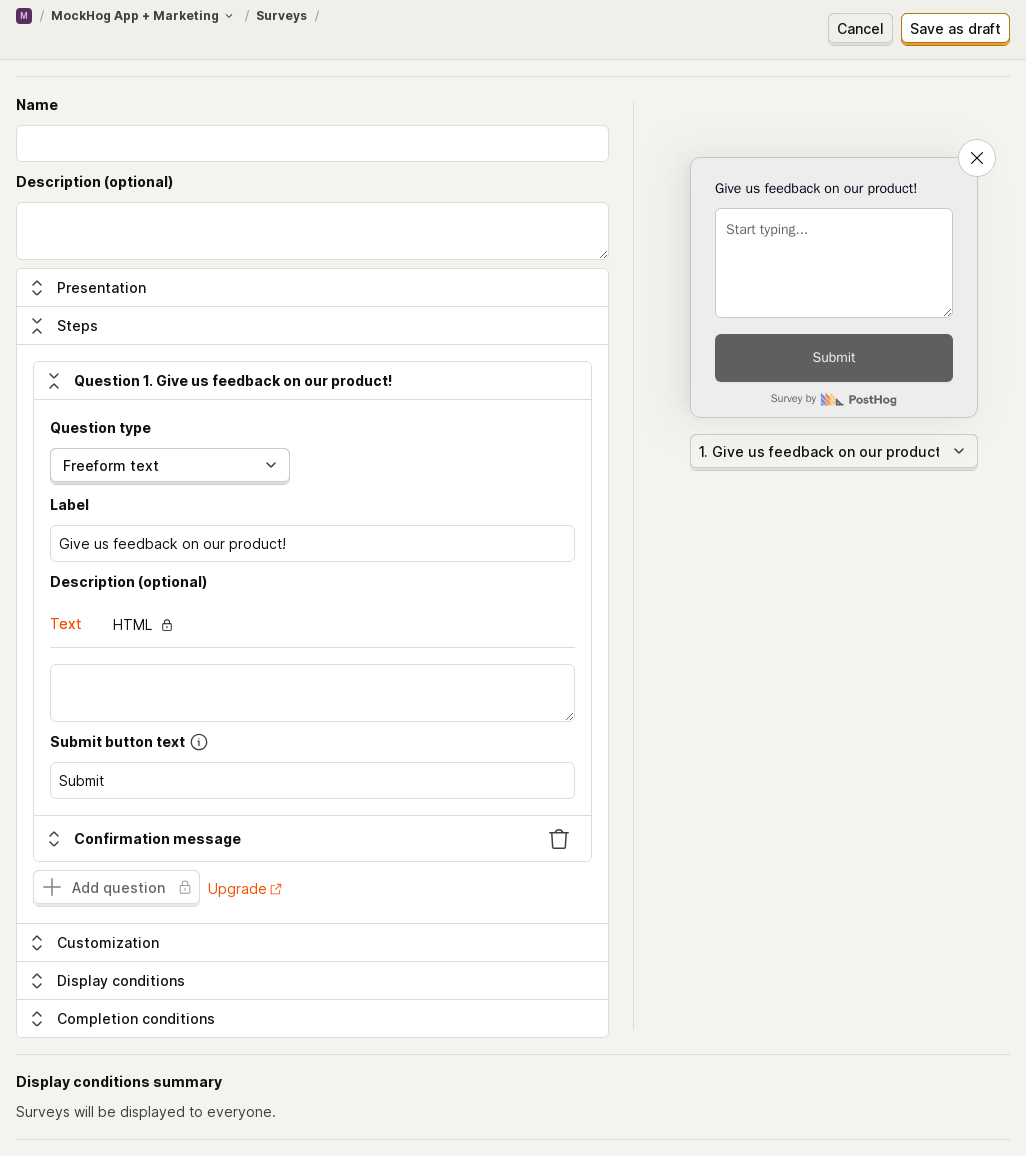 M / MockHog App + Marketing / Surveys /
Cancel
Save as draft
Name
Description (optional)
Presentation
Steps
Question 1. Give us feedback on our product!
Question type
Freeform text
Label
Give us feedback on our product!
Description (optional)
Text
HTML
Submit button text
Submit
Confirmation message
Add question
Upgrade
Customization
Display conditions
Completion conditions
Give us feedback on our product!
Start typing...
Submit
Survey by PostHog
1. Give us feedback on our product
Display conditions summary
Surveys will be displayed to everyone.